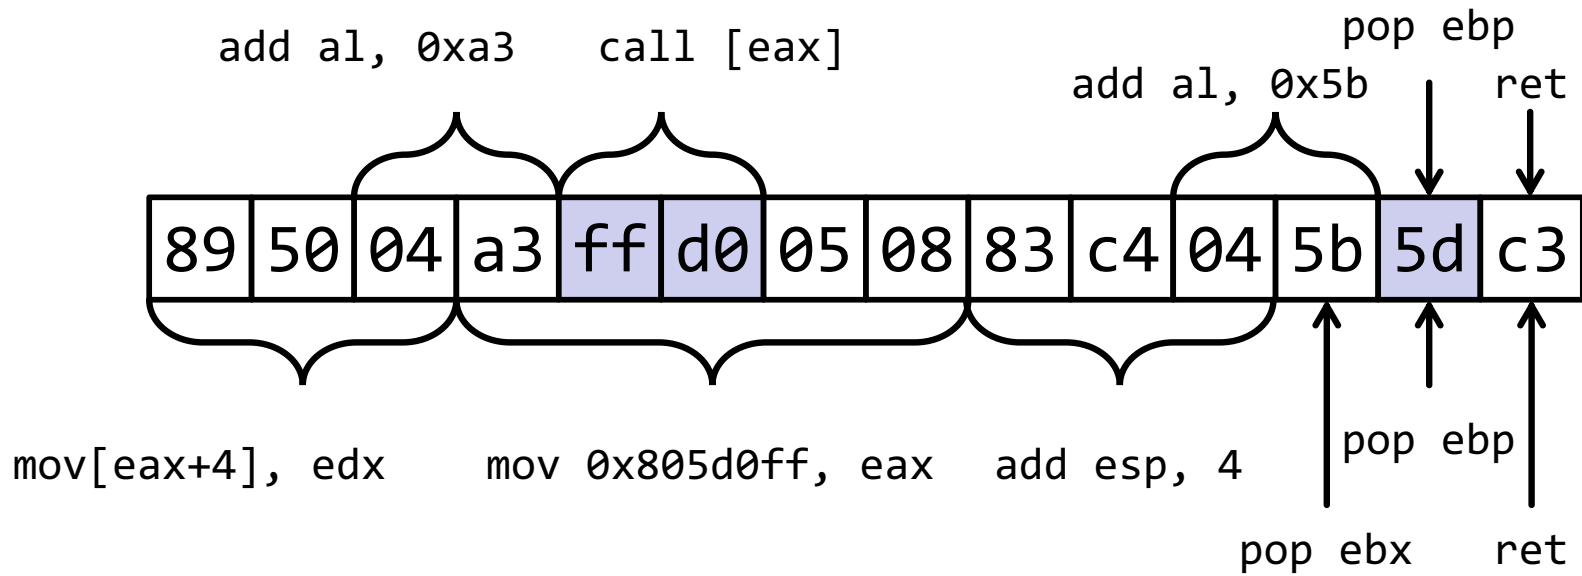 pop ebp
add al, 0xa3 call [eax]
add al, 0x5b ret
89 50 04 a3 ff d0 05 08 83 c4 04 5b 5d c3
pop ebp
mov[eax+4], edx mov 0x805d0ff, eax add esp, 4
pop ebx ret